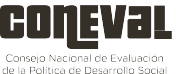 CONEVAL
Consejo Nacional de Evaluación
de la Política de Desarrollo Social